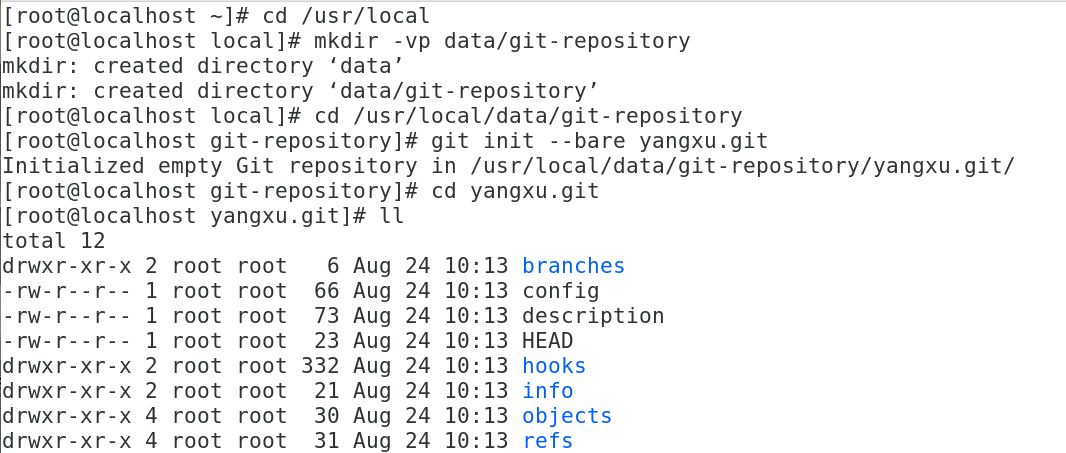 [root@localhost ~]# cd /usr/local
[root@localhost local]# mkdir -vp data/git-repository
mkdir: created directory ‘data’
mkdir: created directory ‘data/git-repository’
[root@localhost local]# cd /usr/local/data/git-repository
[root@localhost git-repository]# git init --bare yangxu.git
Initialized empty Git repository in /usr/local/data/git-repository/yangxu.git/
[root@localhost git-repository]# cd yangxu.git
[root@localhost yangxu.git]# ll
total 12
drwxr-xr-x 2 root root   6 Aug 24 10:13 branches
-rw-r--r-- 1 root root  66 Aug 24 10:13 config
-rw-r--r-- 1 root root  73 Aug 24 10:13 description
-rw-r--r-- 1 root root  23 Aug 24 10:13 HEAD
drwxr-xr-x 2 root root 332 Aug 24 10:13 hooks
drwxr-xr-x 2 root root  21 Aug 24 10:13 info
drwxr-xr-x 4 root root  30 Aug 24 10:13 objects
drwxr-xr-x 4 root root  31 Aug 24 10:13 refs